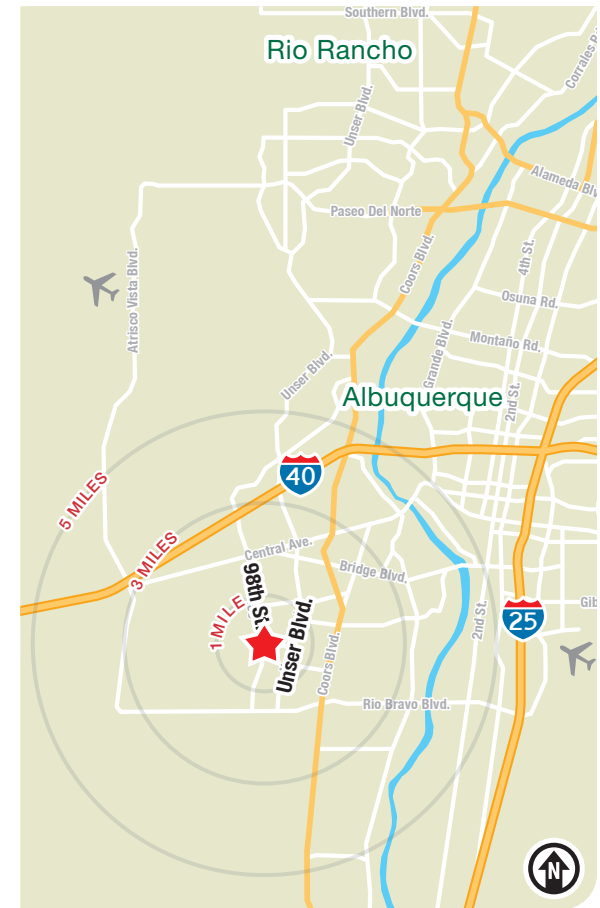 Southern Blvd.
Rio Rancho
Corrales R
Unser Blvd.
Alameda Blv
Paseo Del Norte
4th St.
Coors Blvd.
Atrisco Vista Blvd.
Osuna Rd.
Grande Blvd.
Montaño Rd.
Unser Blvd.
2nd St.
Albuquerque
40
5 MILES
3 MILES
Central Ave.
98th St.
Bridge Blvd.
1 MILE
Unser Blvd.
2nd St.
Gib
25
Coors Blvd.
Rio Bravo Blvd.
N